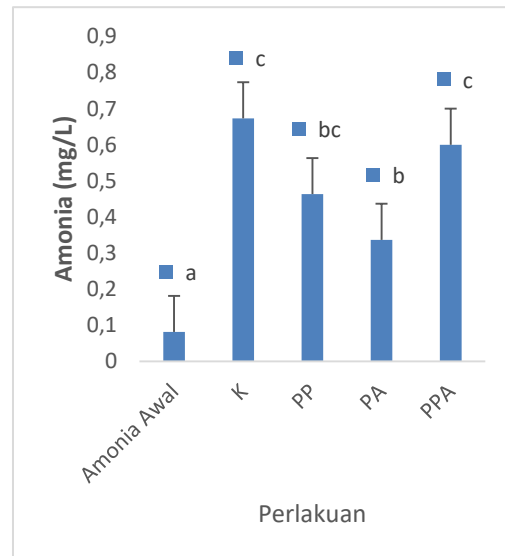 Amonia (mg/L)
0,9
0,8
0,7
0,6
0,5
0,4
0,3
0,2
0,1
0
a
c
bc
b
c
Amonia Awal
K
PP
PA
PPA
Perlakuan